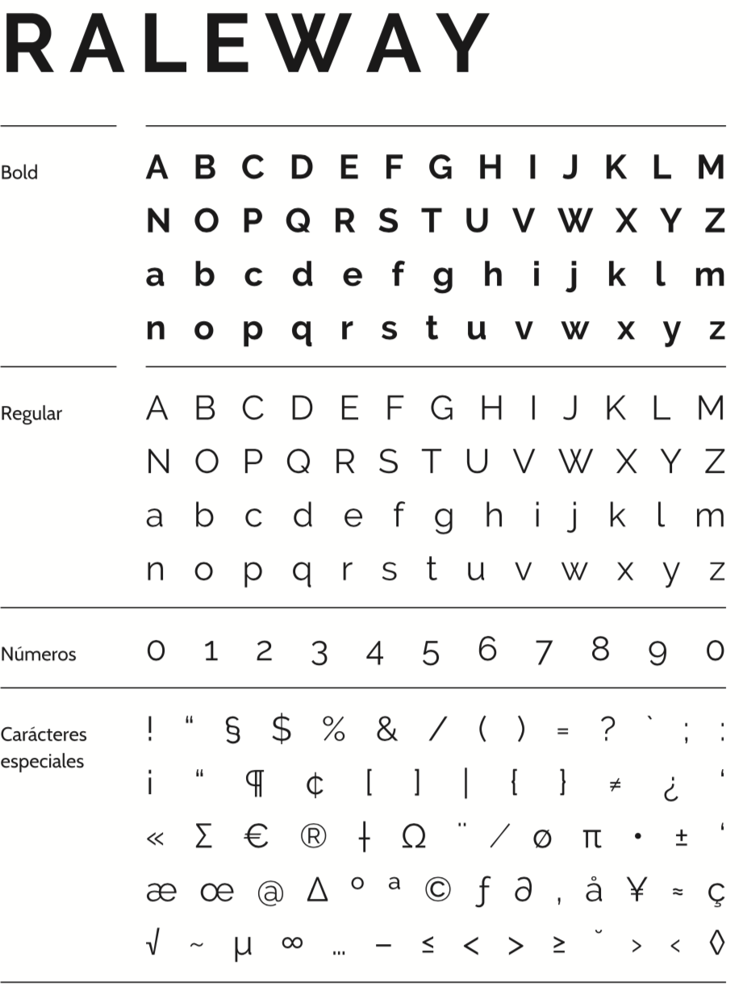 RALEWAY
Bold
A B C D E F G H I J K L M
N O P Q R S T U V W X Y Z
a b c d e f g h i j k l m
n o p q r s t u v w x y z
Regular
A B C D E F G H I J K L M
N O P Q R S T U V W X Y Z
a b c d e f g h i j k l m
n o p q r s t u v w x y z
Números
0 1 2 3 4 5 6 7 8 9 0
Carácteres
especiales
! “ § $ % & / ( ) = ? ` ; :
¡ “ ¶ ¢ [ ] | { } ≠ ¿ ‘
« Σ € ® † Ω ¨ ⁄ ø π • ± ‘
æ œ @ ∆ º ª © ƒ ∂ , å ¥ ≈ ç
√ ~ µ ∞ … – ≤ < > ≥ ˘ › ‹ ◊